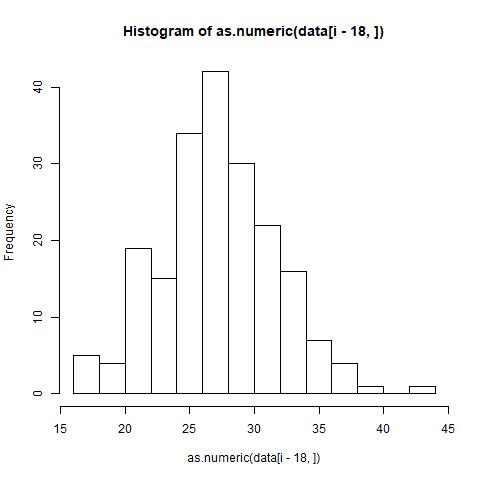 Histogram of as.numeric(data[i - 18, ])
Frequency
40
30
20
10
0
15 20 25 30 35 40 45
as.numeric(data[i - 18, ])